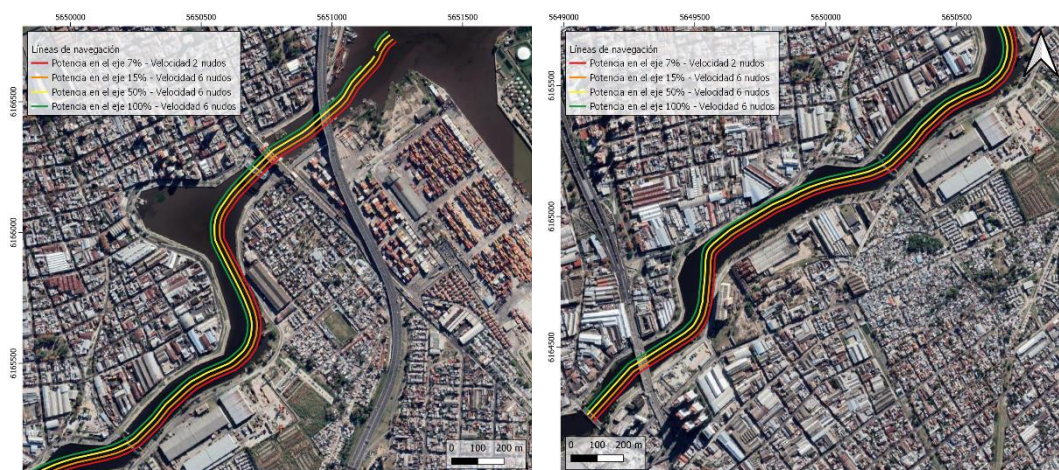 5650000 5650500 5651000 5651500
Líneas de navegación
Potencia en el eje 7% - Velocidad 2 nudos
Potencia en el eje 15% - Velocidad 6 nudos
Potencia en el eje 50% - Velocidad 6 nudos
Potencia en el eje 100% - Velocidad 6 nudos
6166500
6166000
6165500
0 100 200 m
5649000 5649500 5650000 5650500
Líneas de navegación
Potencia en el eje 7% - Velocidad 2 nudos
Potencia en el eje 15% - Velocidad 6 nudos
Potencia en el eje 50% - Velocidad 6 nudos
Potencia en el eje 100% - Velocidad 6 nudos
6165500
6165000
6164500
0 100 200 m